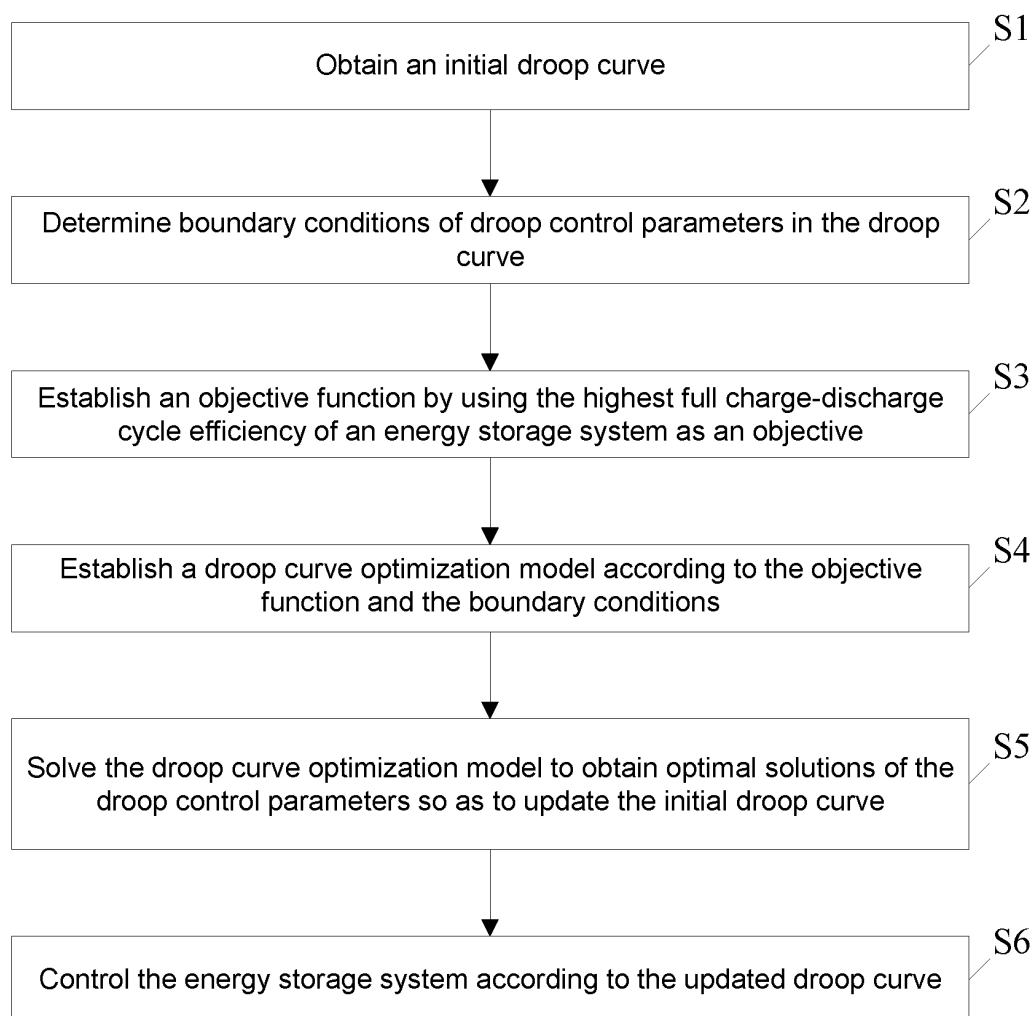 S1
Obtain an initial droop curve
S2
Determine boundary conditions of droop control parameters in the droop
curve
S3
Establish an objective function by using the highest full charge-discharge
cycle efficiency of an energy storage system as an objective
S4
Establish a droop curve optimization model according to the objective
function and the boundary conditions
S5
Solve the droop curve optimization model to obtain optimal solutions of the
droop control parameters so as to update the initial droop curve
S6
Control the energy storage system according to the updated droop curve